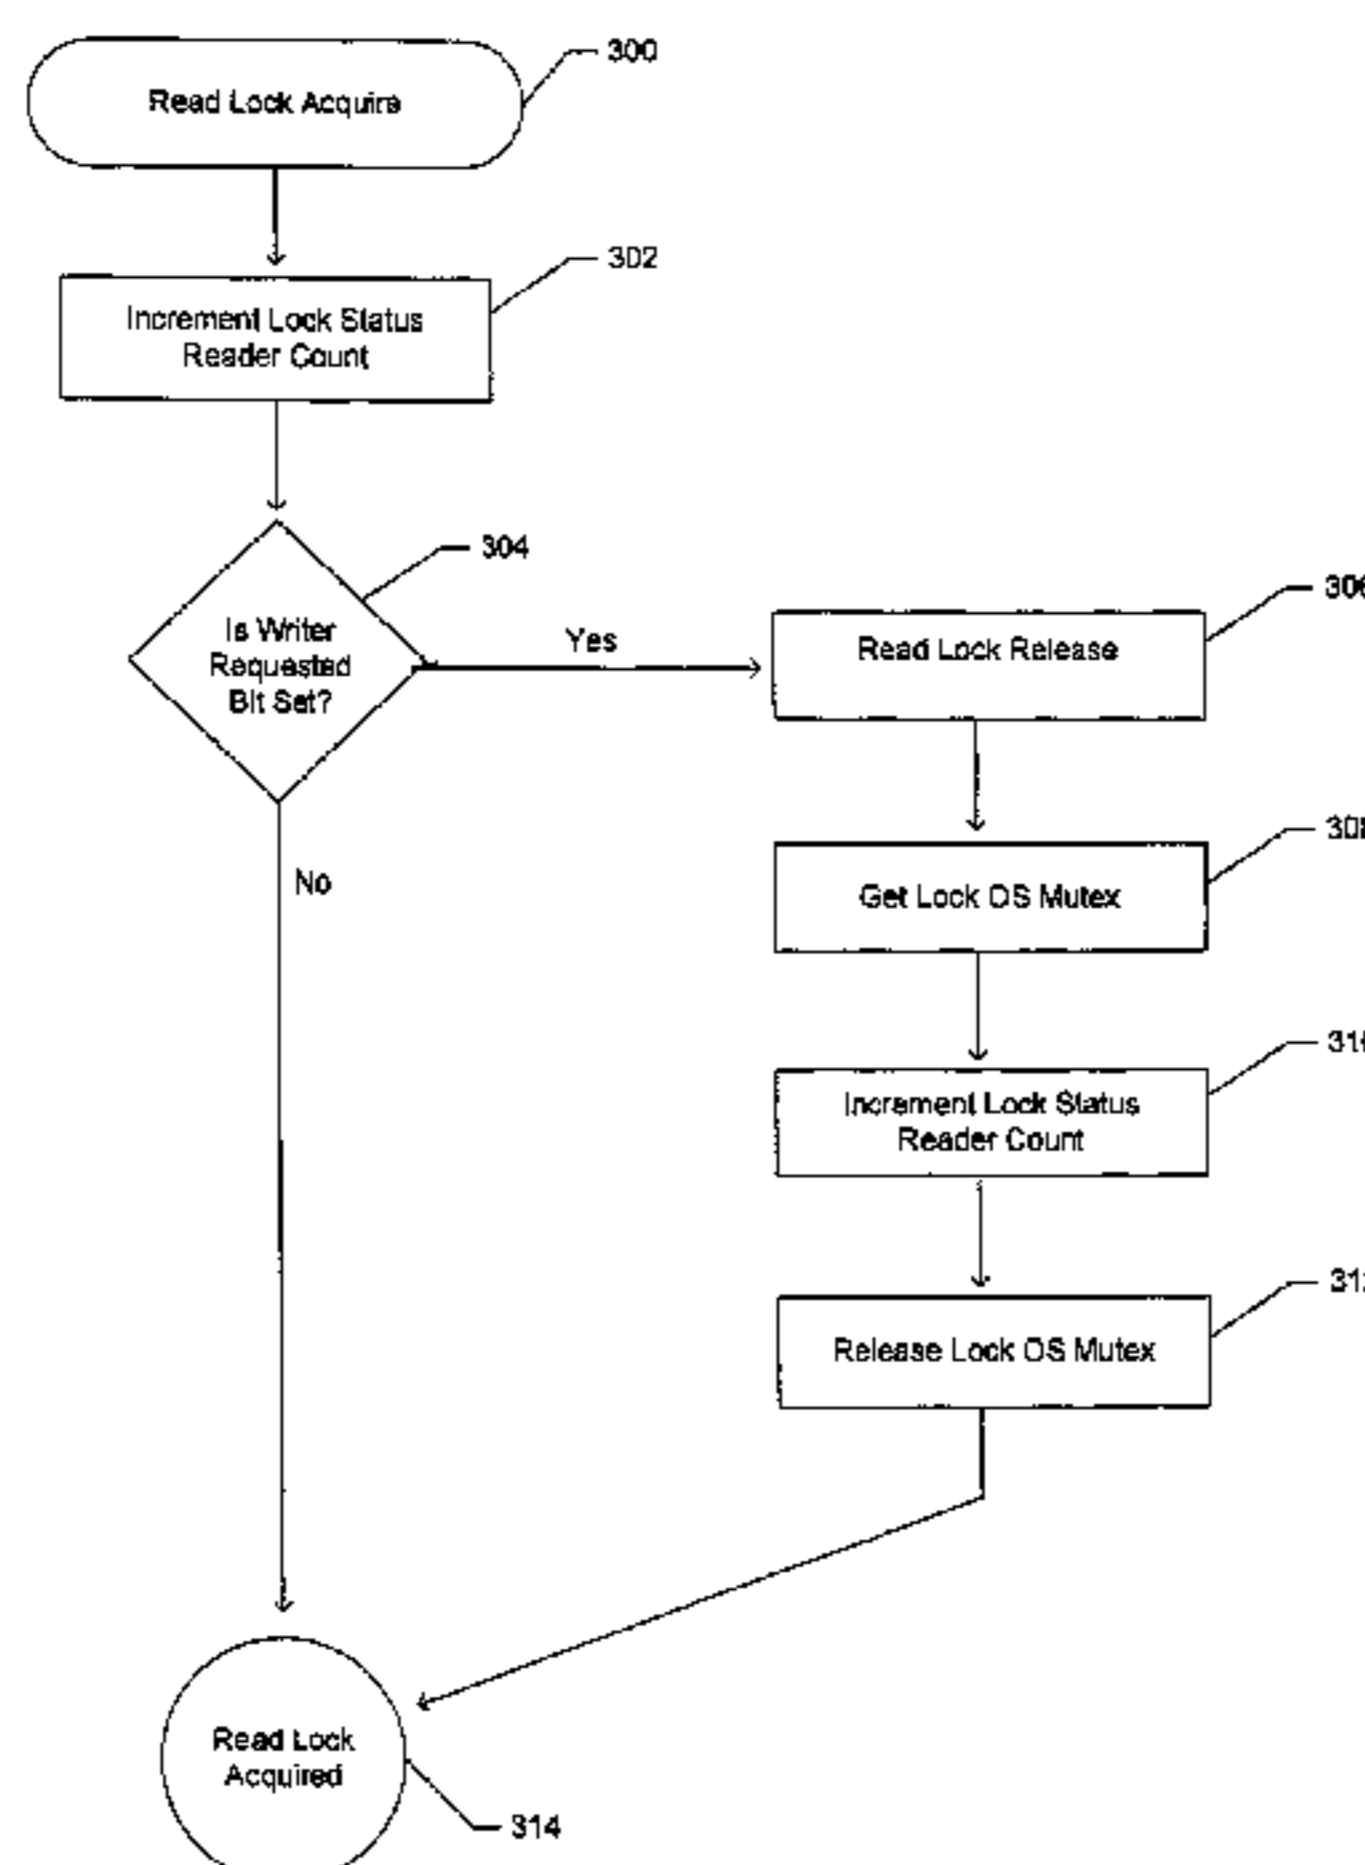 300
Read Lock Acquire
302
Increment Lock Status
Reader Count
304
Is Writer
Requested
Bit Set?
Yes
No
Read Lock Release
Get Lock OS Mutex
Increment Lock Status
Reader Count
Release Lock OS Mutex
Read Lock
Acquired
314